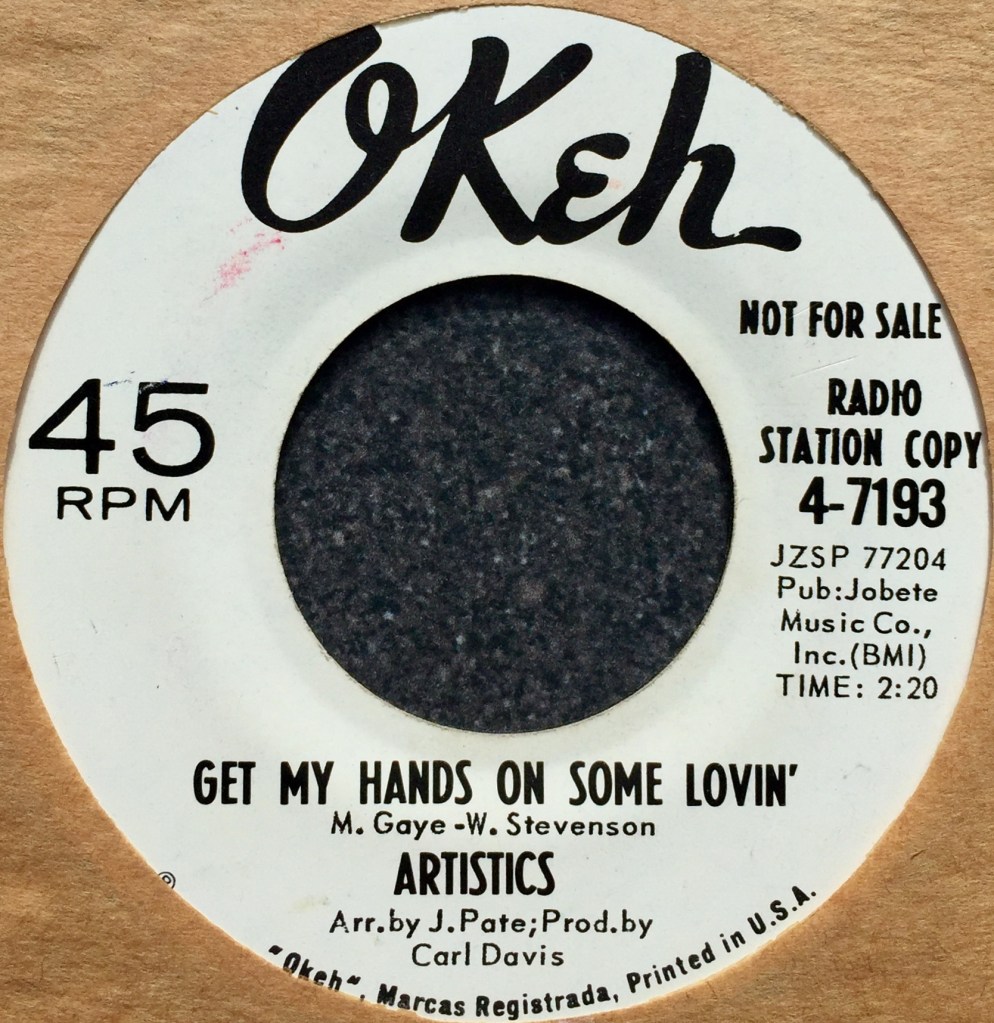 OKeh
NOT FOR SALE
45
RPM
RADIO
STATION COPY
4-7193
JZSP 77204
Pub:Jobete
Music Co.,
Inc.(BMI)
TIME: 2:20
GET MY HANDS ON SOME LOVIN'
M. Gaye-W. Stevenson
ARTISTICS
Arr.by J.Pate;Prod.by
Carl Davis
℗
"Okeh", Marcas Registrada, Printed in U.S.A.